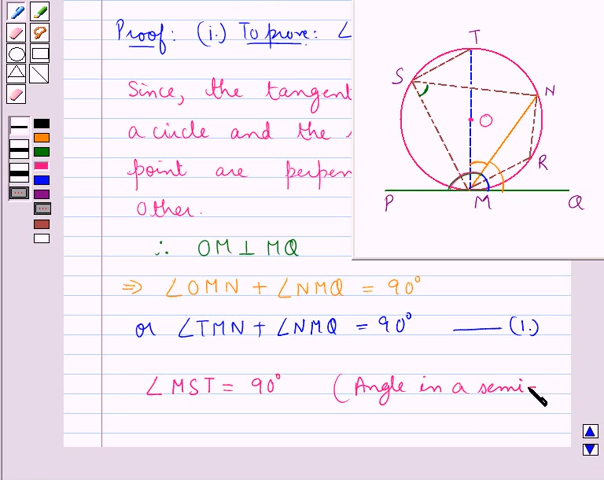 Proof: (i.) To prove: ∠
Since, the tangent
a circle and the
point are perpen
other.
∴ OM ⊥ MQ
⇒ ∠OMN + ∠NMQ = 90°
or ∠TMN + ∠NMQ = 90° —— (1.)
∠MST = 90° (Angle in a semi-
T
S
N
O
R
P
M
Q